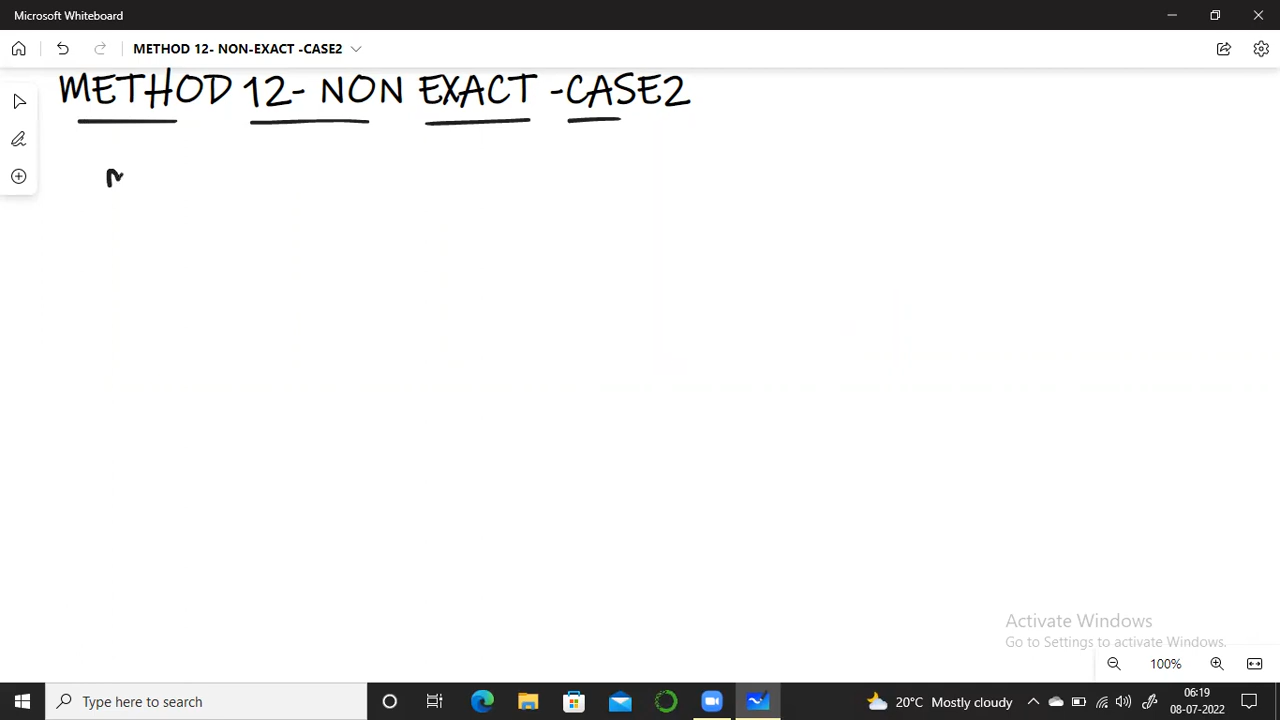 Microsoft Whiteboard
METHOD 12- NON-EXACT -CASE2
METHOD 12- NON EXACT -CASE2
Activate Windows
Go to Settings to activate Windows.
100%
Type here to search
20°C Mostly cloudy
06:19
08-07-2022